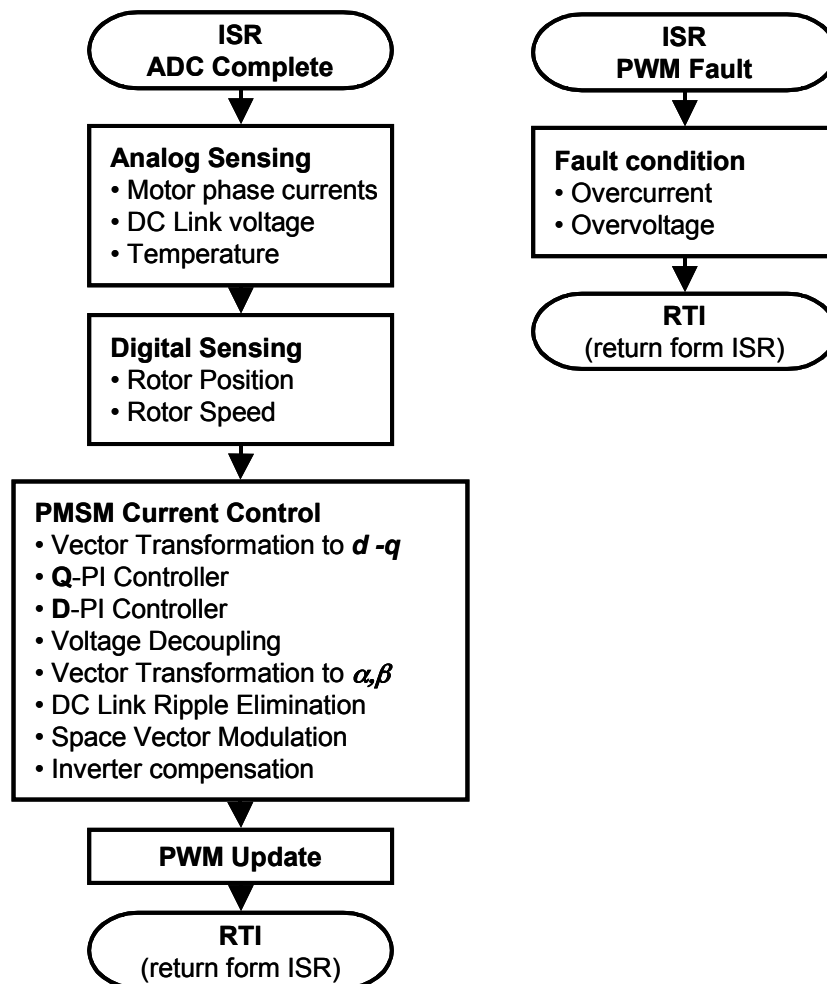 ISR
ADC Complete
Analog Sensing
• Motor phase currents
• DC Link voltage
• Temperature
Digital Sensing
• Rotor Position
• Rotor Speed
PMSM Current Control
• Vector Transformation to d -q
• Q-PI Controller
• D-PI Controller
• Voltage Decoupling
• Vector Transformation to α,β
• DC Link Ripple Elimination
• Space Vector Modulation
• Inverter compensation
PWM Update
RTI
(return form ISR)
ISR
PWM Fault
Fault condition
• Overcurrent
• Overvoltage
RTI
(return form ISR)